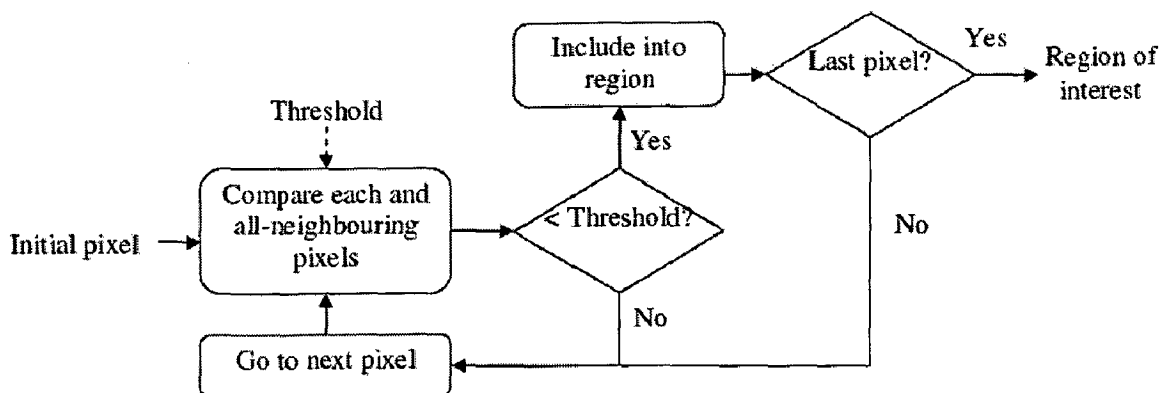 Include into
region
Last pixel?
Yes
Region of
interest
Threshold
Yes
Compare each and
all-neighbouring
pixels
< Threshold?
Initial pixel
No
No
Go to next pixel